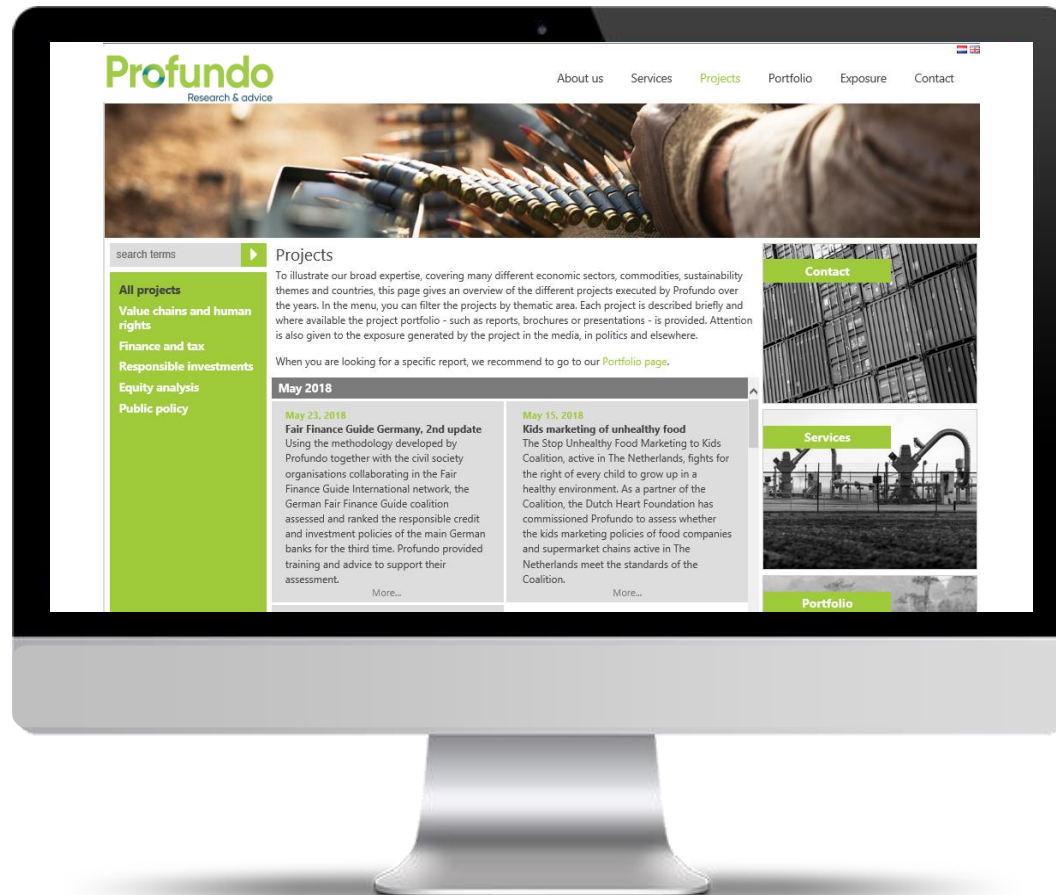 Profundo
Research & advice
About us Services Projects Portfolio Exposure Contact
search terms
All projects
Value chains and human
rights
Finance and tax
Responsible investments
Equity analysis
Public policy
Projects
To illustrate our broad expertise, covering many different economic sectors, commodities, sustainability
themes and countries, this page gives an overview of the different projects executed by Profundo over
the years. In the menu, you can filter the projects by thematic area. Each project is described briefly and
where available the project portfolio - such as reports, brochures or presentations - is provided. Attention
is also given to the exposure generated by the project in the media, in politics and elsewhere.
When you are looking for a specific report, we recommend to go to our Portfolio page.
May 2018
May 23, 2018
Fair Finance Guide Germany, 2nd update
Using the methodology developed by
Profundo together with the civil society
organisations collaborating in the Fair
Finance Guide International network, the
German Fair Finance Guide coalition
assessed and ranked the responsible credit
and investment policies of the main German
banks for the third time. Profundo provided
training and advice to support their
assessment.
More...
May 15, 2018
Kids marketing of unhealthy food
The Stop Unhealthy Food Marketing to Kids
Coalition, active in The Netherlands, fights for
the right of every child to grow up in a
healthy environment. As a partner of the
Coalition, the Dutch Heart Foundation has
commissioned Profundo to assess whether
the kids marketing policies of food companies
and supermarket chains active in The
Netherlands meet the standards of the
Coalition.
More...
Contact
Services
Portfolio